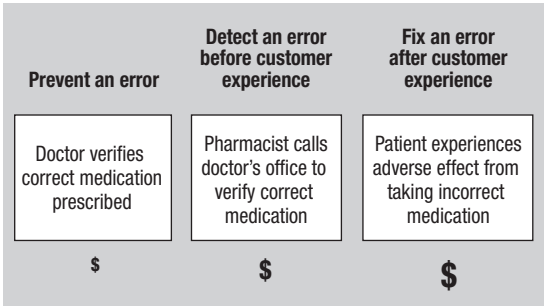 Prevent an error
Detect an error
before customer
experience
Fix an error
after customer
experience
Doctor verifies
correct medication
prescribed
Pharmacist calls
doctor's office to
verify correct
medication
Patient experiences
adverse effect from
taking incorrect
medication
$
$
$